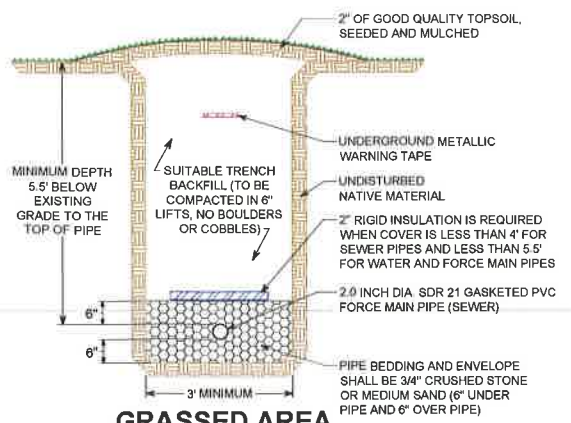 2" OF GOOD QUALITY TOPSOIL,
SEEDED AND MULCHED
UNDERGROUND METALLIC
WARNING TAPE
MINIMUM DEPTH
5.5' BELOW
EXISTING
GRADE TO THE
TOP OF PIPE
SUITABLE TRENCH
BACKFILL (TO BE
COMPACTED IN 6"
LIFTS, NO BOULDERS
OR COBBLES)
UNDISTURBED
NATIVE MATERIAL
2" RIGID INSULATION IS REQUIRED
WHEN COVER IS LESS THAN 4' FOR
SEWER PIPES AND LESS THAN 5.5'
FOR WATER AND FORCE MAIN PIPES
2.0 INCH DIA. SDR 21 GASKETED PVC
FORCE MAIN PIPE (SEWER)
6"
6"
PIPE BEDDING AND ENVELOPE
SHALL BE 3/4" CRUSHED STONE
OR MEDIUM SAND (6" UNDER
PIPE AND 6" OVER PIPE)
3' MINIMUM
GRASSED AREA